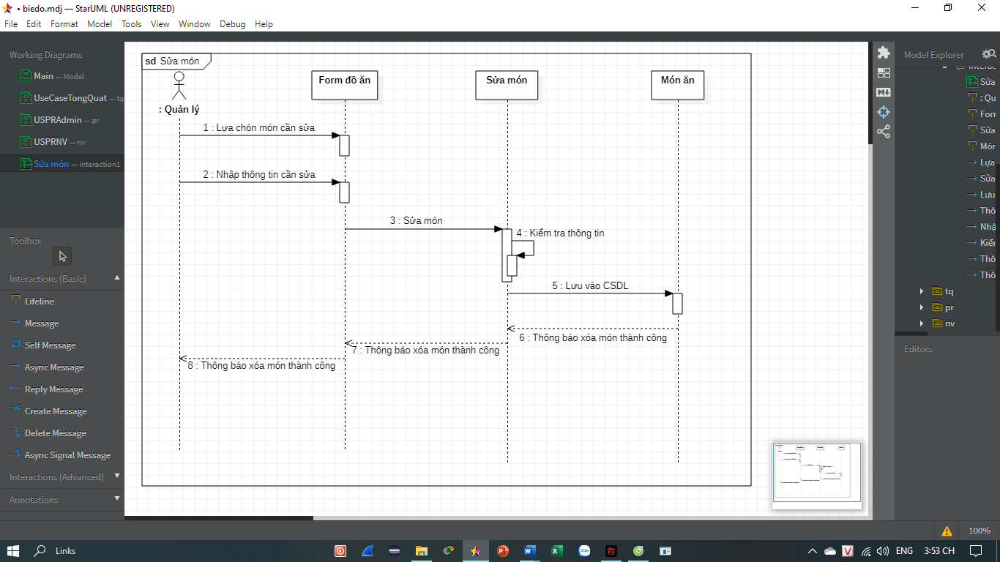 • biedo.mdj — StarUML (UNREGISTERED)
File Edit Format Model Tools View Window Debug Help
Working Diagrams
Main — Model
UseCaseTongQuat — tq
USPRAdmin — pr
USPRNV — nv
Sửa món — Interaction1
Toolbox
Interactions (Basic)
Lifeline
Message
Self Message
Async Message
Reply Message
Create Message
Delete Message
Async Signal Message
Interactions (Advanced)
Annotations
sd Sửa món
: Quản lý
Form đồ ăn
Sửa món
Món ăn
1 : Lựa chón món cần sửa
2 : Nhập thông tin cần sửa
3 : Sửa món
4 : Kiểm tra thông tin
5 : Lưu vào CSDL
6 : Thông báo xóa món thành công
7 : Thông báo xóa món thành công
8 : Thông báo xóa món thành công
Model Explorer
Sửa
: Qu
Forr
Sửa
Mór
Lựa
Sửa
Lưu
Thô
Nhậ
Kiển
Thô
Thô
tq
pr
nv
Editors
100%
Links
ENG
3:53 CH